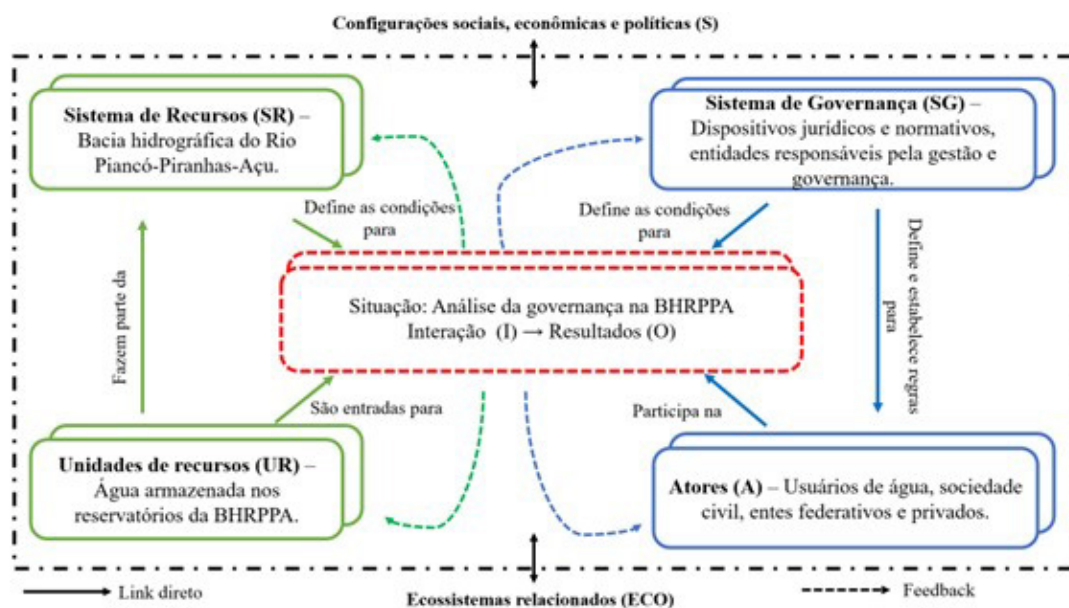 Configurações sociais, econômicas e políticas (S)
Sistema de Recursos (SR) –
Bacia hidrográfica do Rio
Piancó-Piranhas-Açu.
Sistema de Governança (SG) –
Dispositivos jurídicos e normativos,
entidades responsáveis pela gestão e
governança.
Define as condições
para
Define as condições
para
Fazem parte da
Define e estabelece regras
para
Situação: Análise da governança na BHRPPA
Interação (I) → Resultados (O)
São entradas para
Participa na
Unidades de recursos (UR) –
Água armazenada nos
reservatórios da BHRPPA.
Atores (A) – Usuários de água, sociedade
civil, entes federativos e privados.
Link direto
Ecossistemas relacionados (ECO)
Feedback